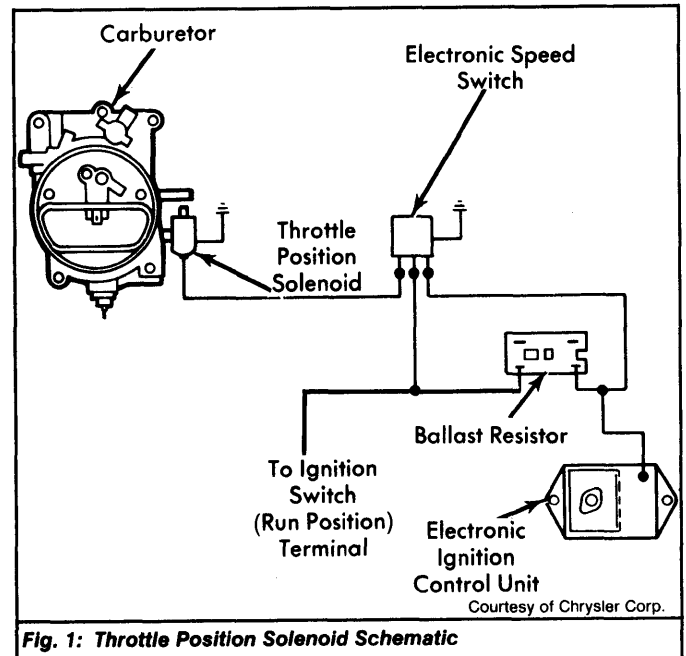 Carburetor
Electronic Speed
Switch
Throttle
Position
Solenoid
Ballast Resistor
To Ignition
Switch
(Run Position)
Terminal
Electronic
Ignition
Control Unit
Courtesy of Chrysler Corp.
Fig. 1: Throttle Position Solenoid Schematic